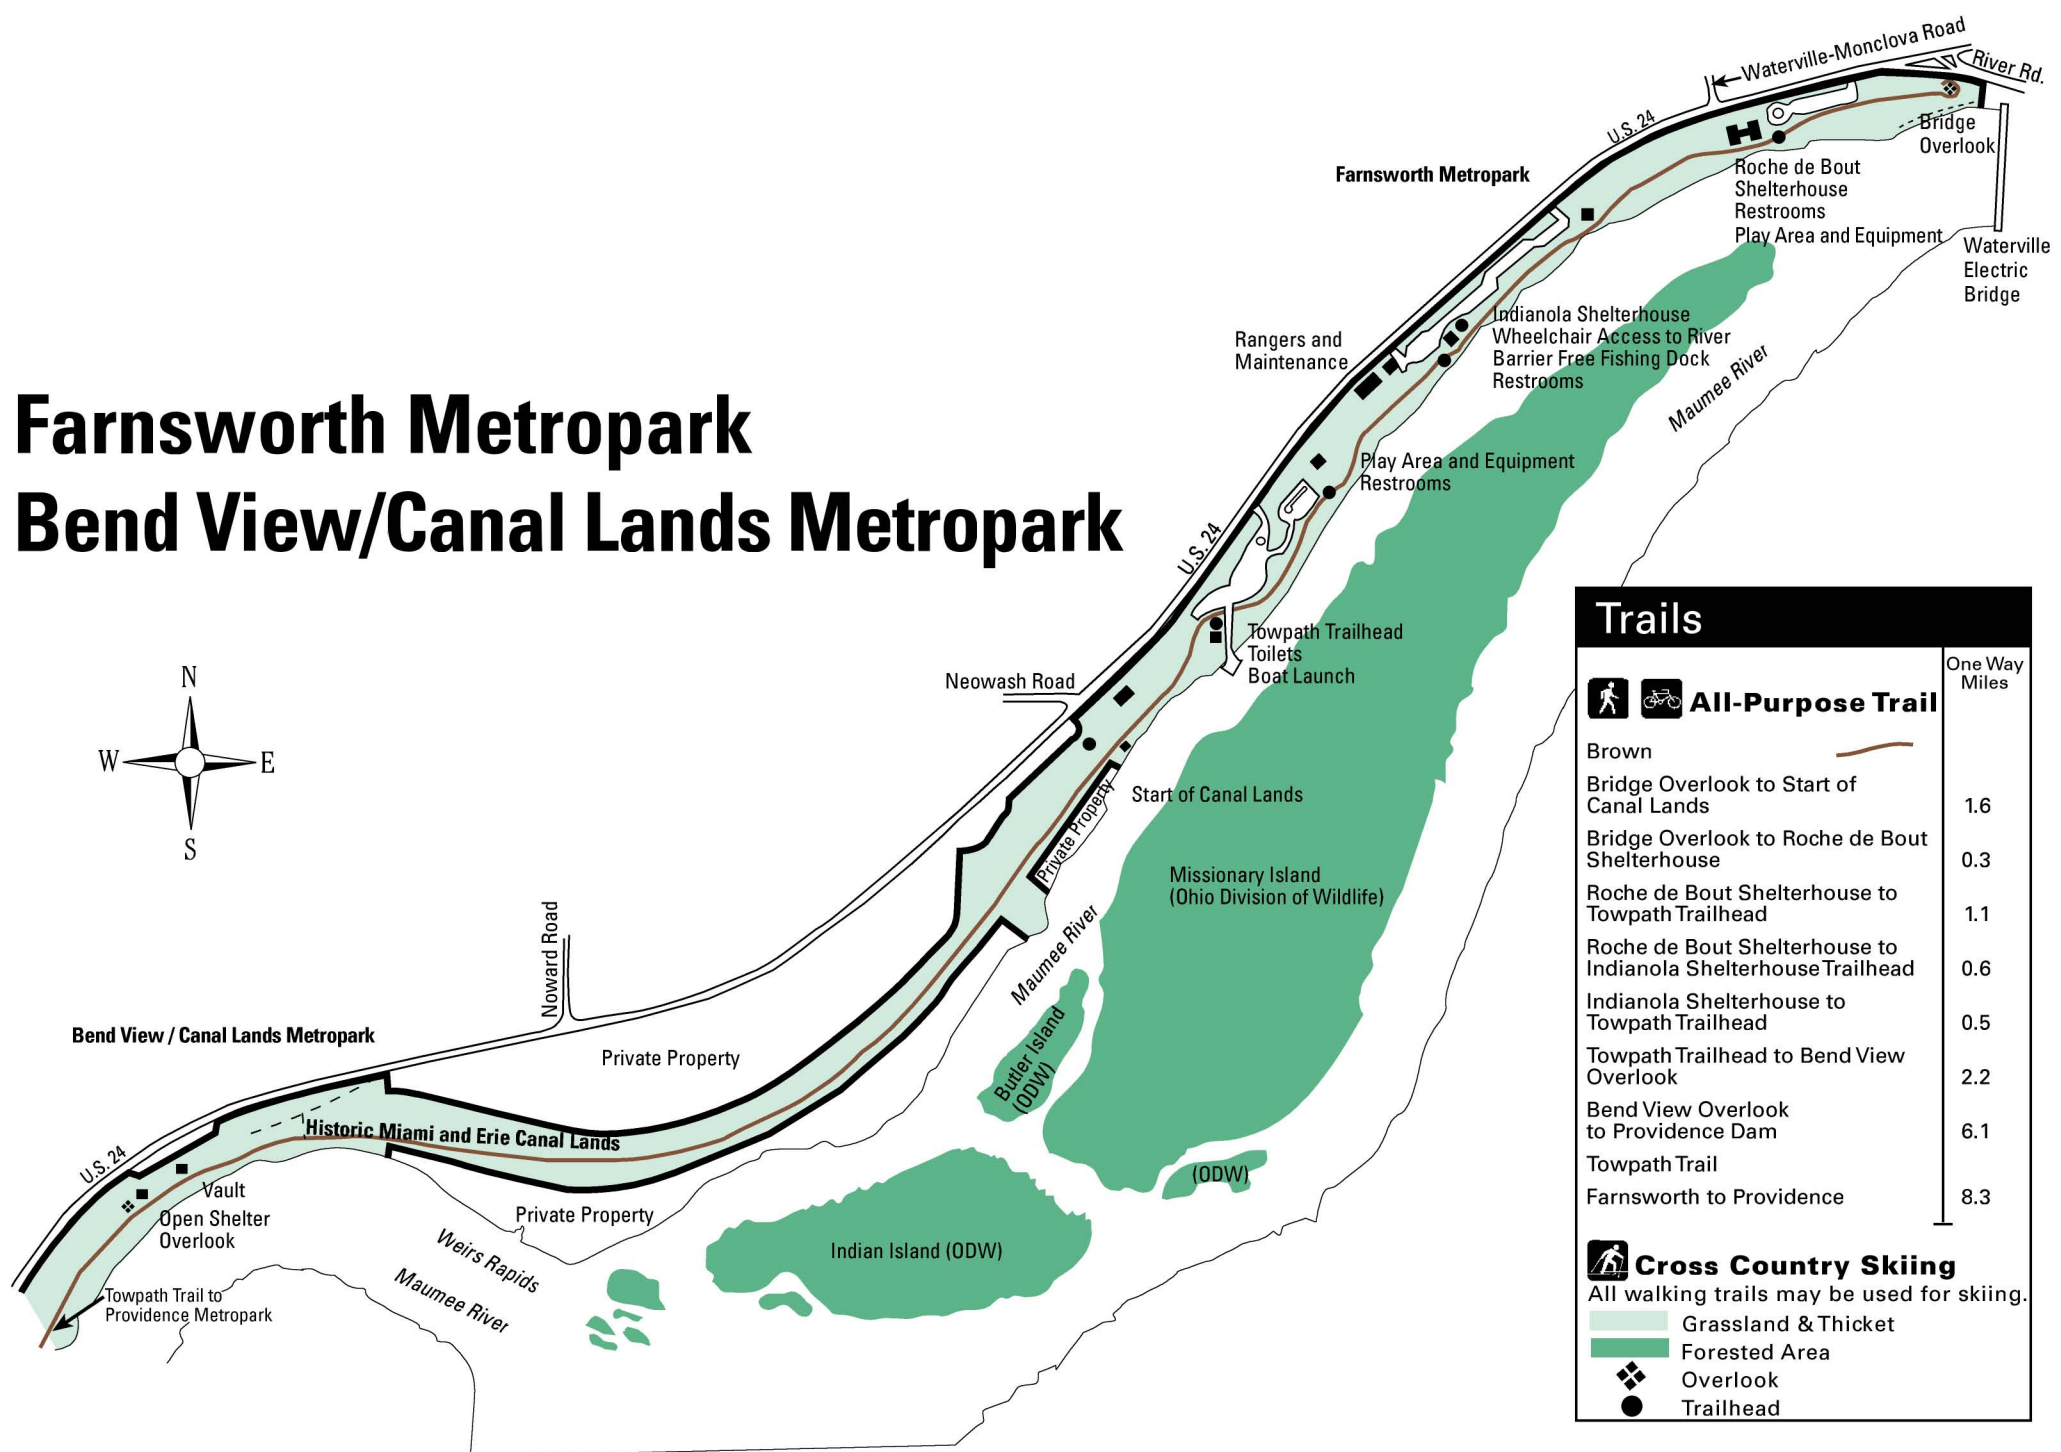 Waterville-Monclova Road
River Rd.
U.S. 24
Bridge
Overlook
Farnsworth Metropark
Roche de Bout
Shelterhouse
Restrooms
Play Area and Equipment
Waterville
Electric
Bridge
Indianola Shelterhouse
Wheelchair Access to River
Barrier Free Fishing Dock
Restrooms
Rangers and
Maintenance
Maumee River
Farnsworth Metropark
Bend View/Canal Lands Metropark
Play Area and Equipment
Restrooms
U.S. 24
Towpath Trailhead
Toilets
Boat Launch
Neowash Road
N
W
E
S
Start of Canal Lands
Private Property
Missionary Island
(Ohio Division of Wildlife)
Maumee River
Noward Road
Butler Island
(ODW)
Bend View / Canal Lands Metropark
Private Property
Historic Miami and Erie Canal Lands
U.S. 24
Vault
Open Shelter
Overlook
Private Property
(ODW)
Indian Island (ODW)
Weirs Rapids
Maumee River
Towpath Trail to
Providence Metropark
Trails
One Way
Miles
All-Purpose Trail
Brown
Bridge Overlook to Start of
Canal Lands 1.6
Bridge Overlook to Roche de Bout
Shelterhouse 0.3
Roche de Bout Shelterhouse to
Towpath Trailhead 1.1
Roche de Bout Shelterhouse to
Indianola Shelterhouse Trailhead 0.6
Indianola Shelterhouse to
Towpath Trailhead 0.5
Towpath Trailhead to Bend View
Overlook 2.2
Bend View Overlook
to Providence Dam 6.1
Towpath Trail
Farnsworth to Providence 8.3
Cross Country Skiing
All walking trails may be used for skiing.
Grassland & Thicket
Forested Area
Overlook
Trailhead